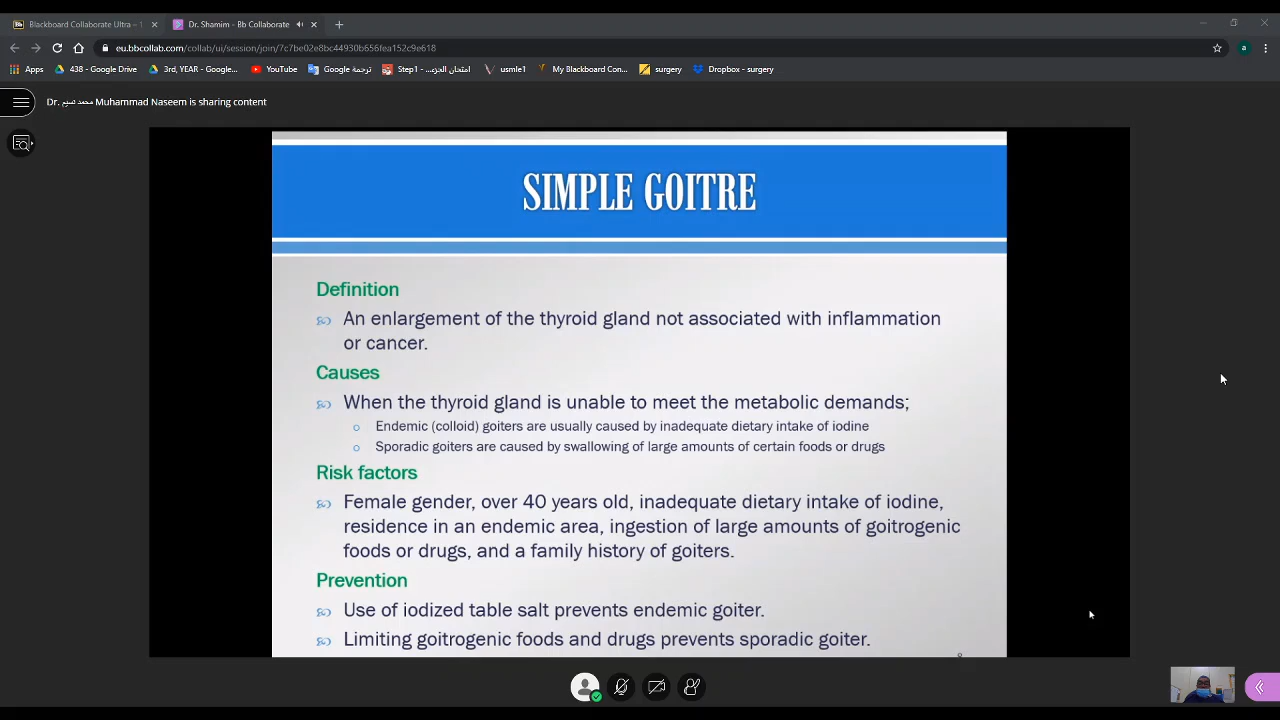 Blackboard Collaborate Ultra – 1
Dr. Shamim - Bb Collaborate
eu.bbcollab.com/collab/ui/session/join/7c7be02e8bc44930b656fea152c9e618
a
Apps
438 - Google Drive
3rd, YEAR - Google...
YouTube
Google ترجمة
Step1 - امتحان الجزء...
usmle1
My Blackboard Con...
surgery
Dropbox - surgery
Dr. محمد نسيم Muhammad Naseem is sharing content
SIMPLE GOITRE
Definition
An enlargement of the thyroid gland not associated with inflammation
or cancer.
Causes
When the thyroid gland is unable to meet the metabolic demands;
Endemic (colloid) goiters are usually caused by inadequate dietary intake of iodine
Sporadic goiters are caused by swallowing of large amounts of certain foods or drugs
Risk factors
Female gender, over 40 years old, inadequate dietary intake of iodine,
residence in an endemic area, ingestion of large amounts of goitrogenic
foods or drugs, and a family history of goiters.
Prevention
Use of iodized table salt prevents endemic goiter.
Limiting goitrogenic foods and drugs prevents sporadic goiter.